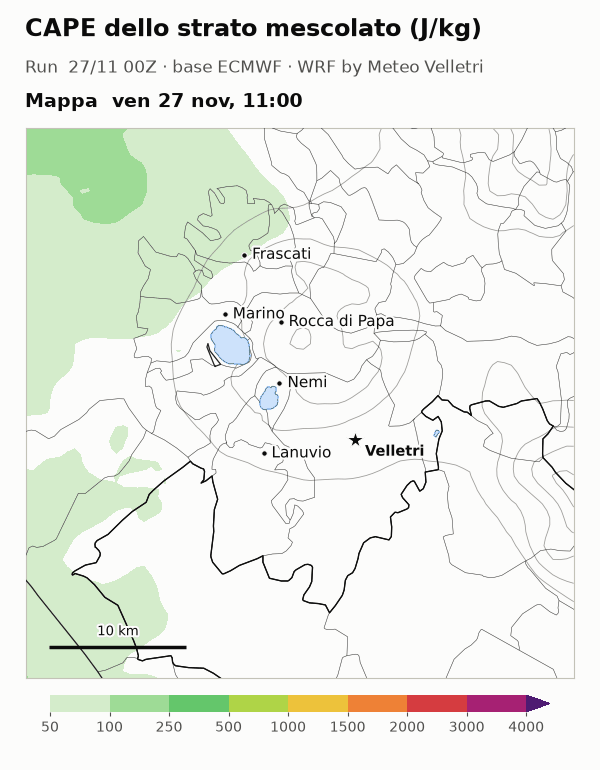 CAPE dello strato mescolato (J/kg)
Run  27/11 00Z · base ECMWF · WRF by Meteo Velletri
Mappa  ven 27 nov, 11:00
Frascati
Marino
Rocca di Papa
Nemi
Velletri
Lanuvio
10 km
50 100 250 500 1000 1500 2000 3000 4000